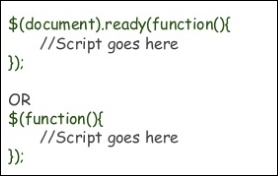 $(document).ready(function(){
//Script goes here
});
OR
$(function(){
//Script goes here
});